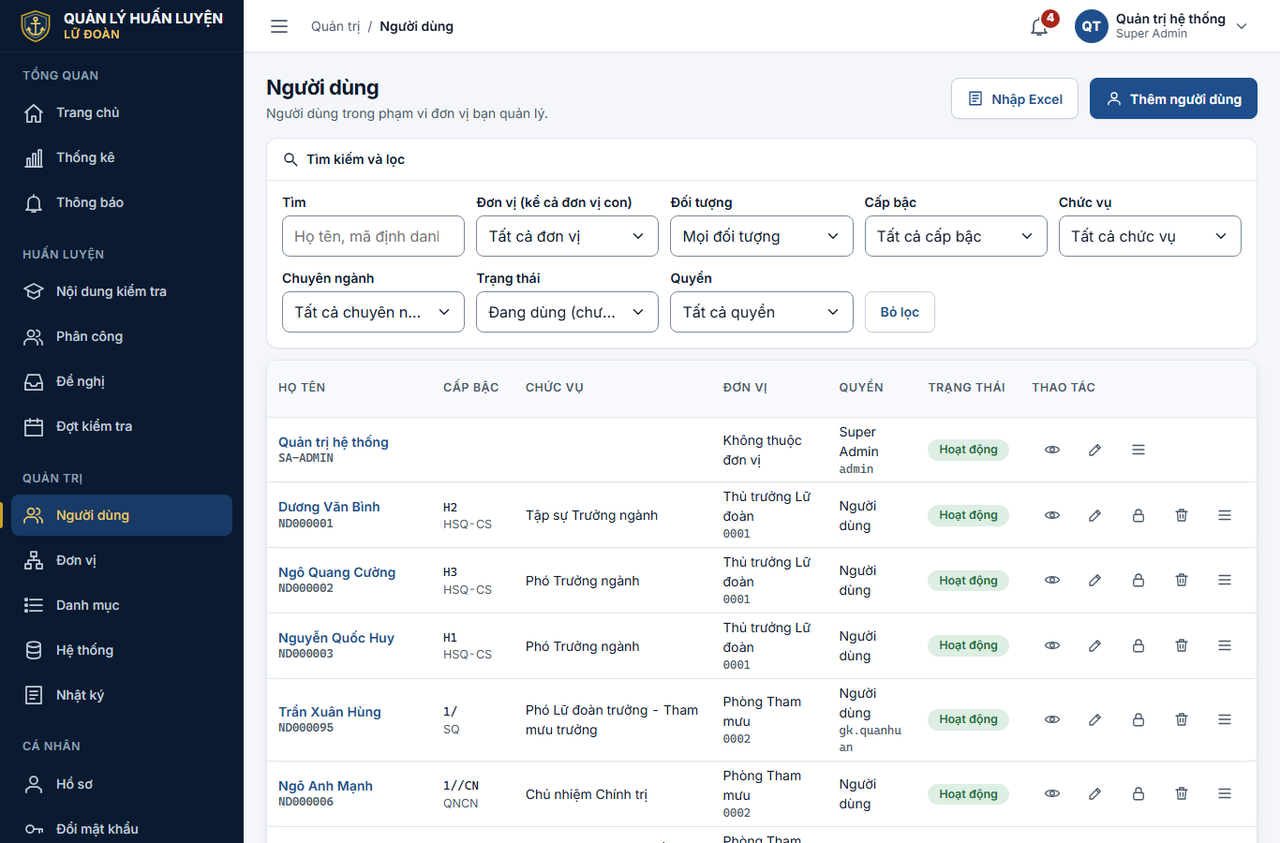 QUẢN LÝ HUẤN LUYỆN
LỮ ĐOÀN
TỔNG QUAN
Trang chủ
Thống kê
Thông báo
HUẤN LUYỆN
Nội dung kiểm tra
Phân công
Đề nghị
Đợt kiểm tra
QUẢN TRỊ
Người dùng
Đơn vị
Danh mục
Hệ thống
Nhật ký
CÁ NHÂN
Hồ sơ
Đổi mật khẩu
Quản trị / Người dùng
4
QT
Quản trị hệ thống
Super Admin
Người dùng
Người dùng trong phạm vi đơn vị bạn quản lý.
Nhập Excel
Thêm người dùng
Tìm kiếm và lọc
Tìm
Đơn vị (kể cả đơn vị con)
Đối tượng
Cấp bậc
Chức vụ
Họ tên, mã định danh
Tất cả đơn vị
Mọi đối tượng
Tất cả cấp bậc
Tất cả chức vụ
Chuyên ngành
Trạng thái
Quyền
Tất cả chuyên n...
Đang dùng (chư...
Tất cả quyền
Bỏ lọc
HỌ TÊN CẤP BẬC CHỨC VỤ ĐƠN VỊ QUYỀN TRẠNG THÁI THAO TÁC
Quản trị hệ thống
SA-ADMIN
Không thuộc
đơn vị
Super
Admin
admin
Hoạt động
Dương Văn Bình
ND000001
H2
HSQ-CS
Tập sự Trưởng ngành
Thủ trưởng Lữ
đoàn
0001
Người
dùng
Hoạt động
Ngô Quang Cường
ND000002
H3
HSQ-CS
Phó Trưởng ngành
Thủ trưởng Lữ
đoàn
0001
Người
dùng
Hoạt động
Nguyễn Quốc Huy
ND000003
H1
HSQ-CS
Phó Trưởng ngành
Thủ trưởng Lữ
đoàn
0001
Người
dùng
Hoạt động
Trần Xuân Hùng
ND000095
1/
SQ
Phó Lữ đoàn trưởng - Tham
mưu trưởng
Phòng Tham
mưu
0002
Người
dùng
gk.quanhu
an
Hoạt động
Ngô Anh Mạnh
ND000006
1//CN
QNCN
Chủ nhiệm Chính trị
Phòng Tham
mưu
0002
Người
dùng
Hoạt động
Phòng Tham